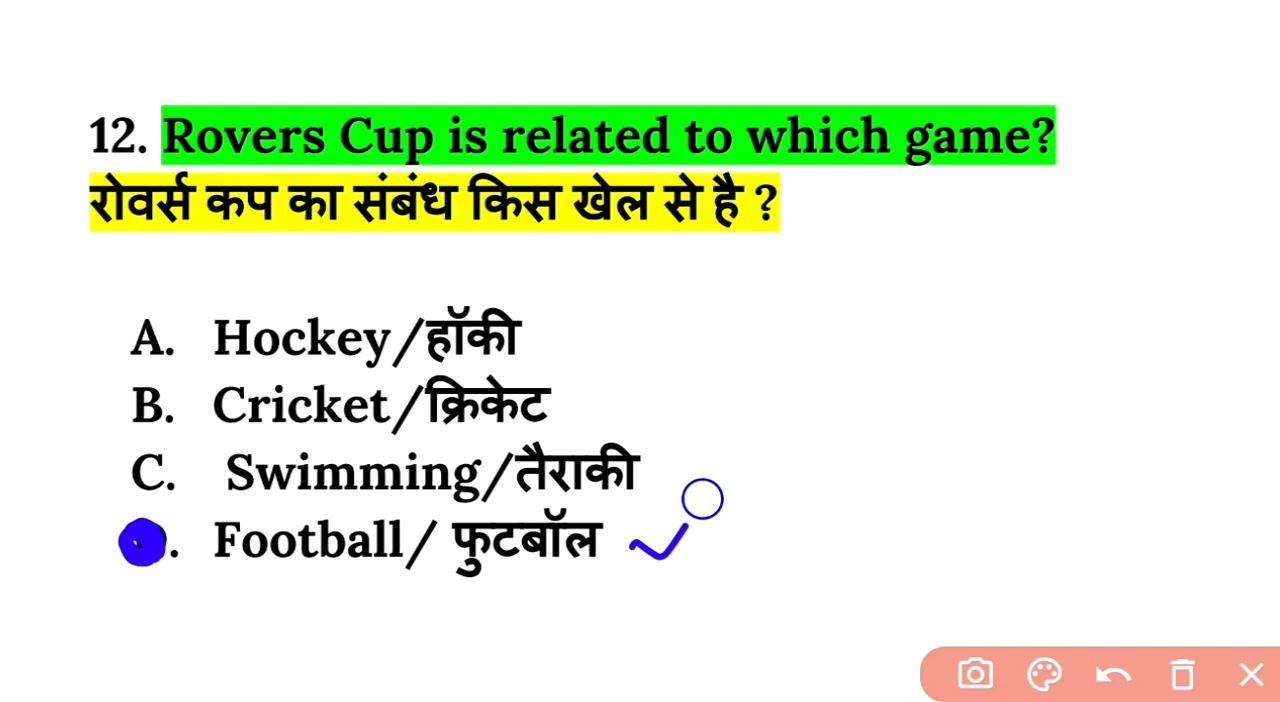 12. Rovers Cup is related to which game?
रोवर्स कप का संबंध किस खेल से है ?
A. Hockey/हॉकी
B. Cricket/क्रिकेट
C. Swimming/तैराकी
. Football/ फुटबॉल